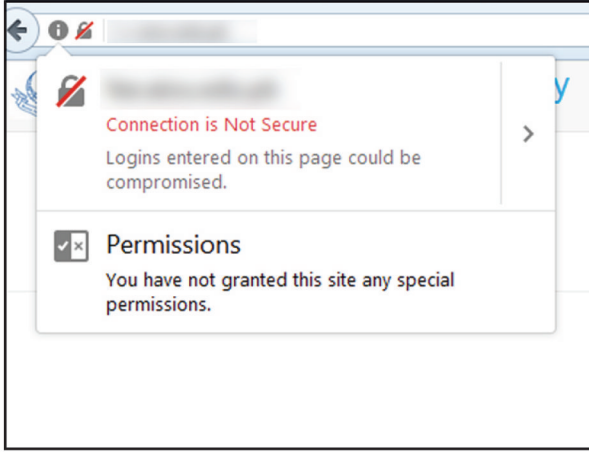 y
Connection is Not Secure
Logins entered on this page could be
compromised.
Permissions
You have not granted this site any special
permissions.